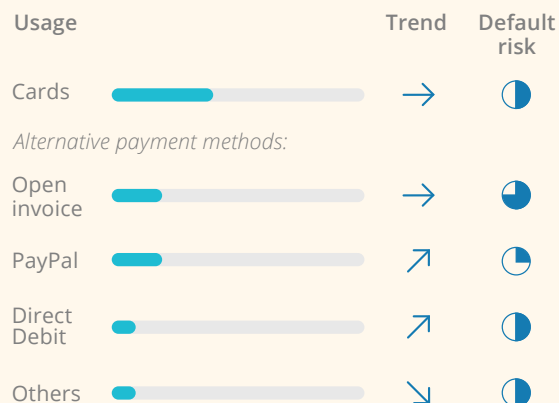 Usage Trend Default
risk
Cards
Alternative payment methods:
Open
invoice
PayPal
Direct
Debit
Others